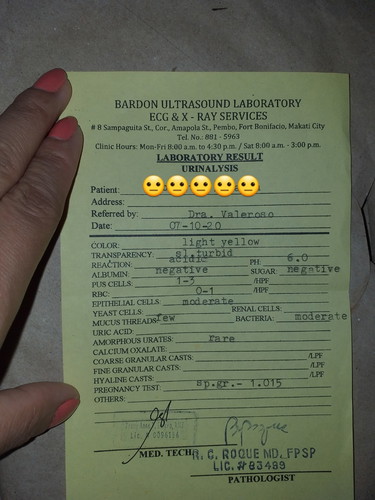 BARDON ULTRASOUND LABORATORY
ECG & X - RAY SERVICES
# 8 Sampaguita St., Cor., Amapola St., Pembo, Fort Bonifacio, Makati City
Tel. No.: 881 - 5963
Clinic Hours: Mon-Fri 8:00 a.m. to 4:30 p.m. / Sat 8:00 a.m. - 3:00 p.m.
LABORATORY RESULT
URINALYSIS
Patient:
Address:
Referred by: Dra. Valeroso
Date: 07-10-20
COLOR: light yellow
TRANSPARENCY: sl.turbid
REACTION: acidic PH: 6.0
ALBUMIN: negative SUGAR: negative
PUS CELLS: 1-3 /HPF
RBC: 0-1 /HPF
EPITHELIAL CELLS: moderate
YEAST CELLS: RENAL CELLS:
MUCUS THREADS: few BACTERIA: moderate
URIC ACID:
AMORPHOUS URATES: Rare
CALCIUM OXALATE:
COARSE GRANULAR CASTS: /LPF
FINE GRANULAR CASTS: /LPF
HYALINE CASTS: /LPF
PREGNANCY TEST: sp.gr.- 1.015
OTHERS:
MED. TECH
R. C. ROQUE MD. FPSP
LIC. # 83489
PATHOLOGIST